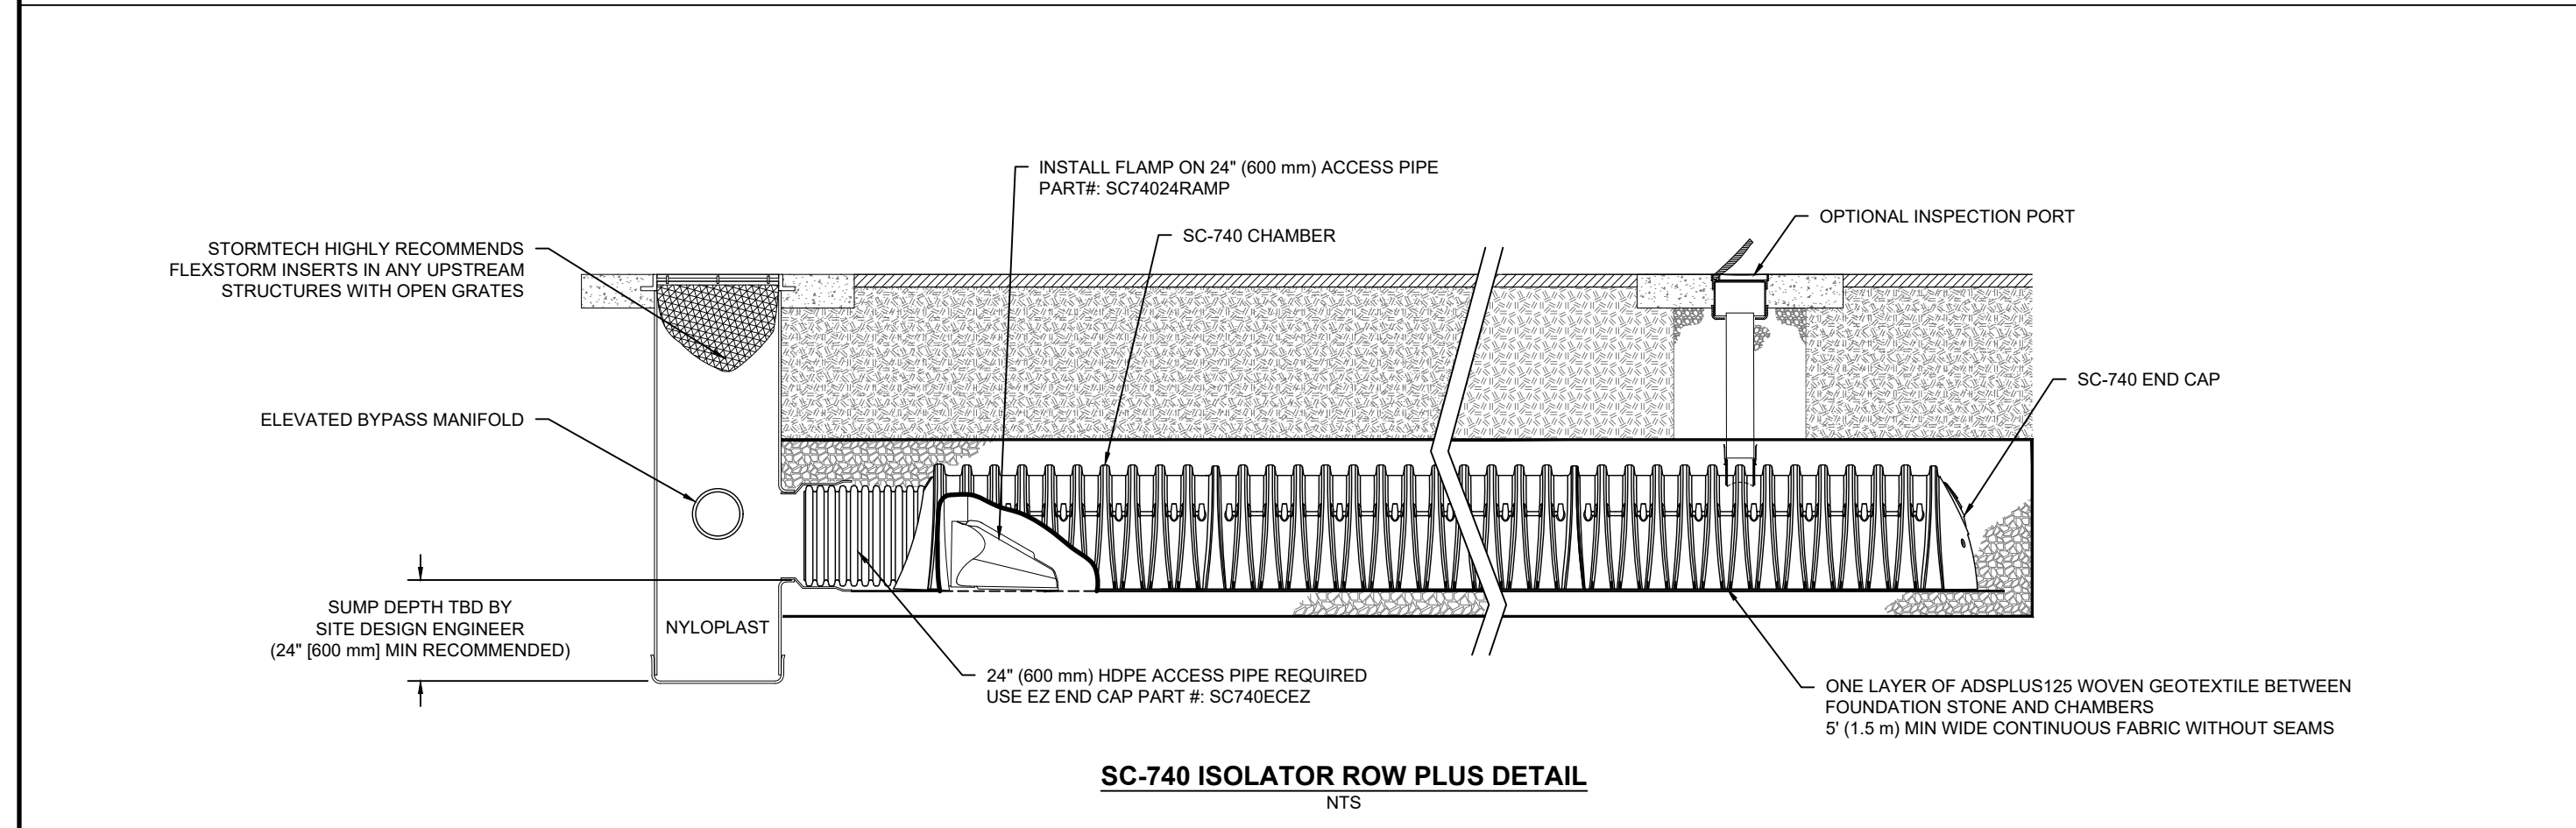 INSTALL FLAMP ON 24" (600 mm) ACCESS PIPE
PART#: SC74024RAMP
OPTIONAL INSPECTION PORT
SC-740 CHAMBER
STORMTECH HIGHLY RECOMMENDS
FLEXSTORM INSERTS IN ANY UPSTREAM
STRUCTURES WITH OPEN GRATES
SC-740 END CAP
ELEVATED BYPASS MANIFOLD
SUMP DEPTH TBD BY
SITE DESIGN ENGINEER
(24" [600 mm] MIN RECOMMENDED)
NYLOPLAST
24" (600 mm) HDPE ACCESS PIPE REQUIRED
USE EZ END CAP PART #: SC740ECEZ
ONE LAYER OF ADSPLUS125 WOVEN GEOTEXTILE BETWEEN
FOUNDATION STONE AND CHAMBERS
5' (1.5 m) MIN WIDE CONTINUOUS FABRIC WITHOUT SEAMS
SC-740 ISOLATOR ROW PLUS DETAIL
NTS